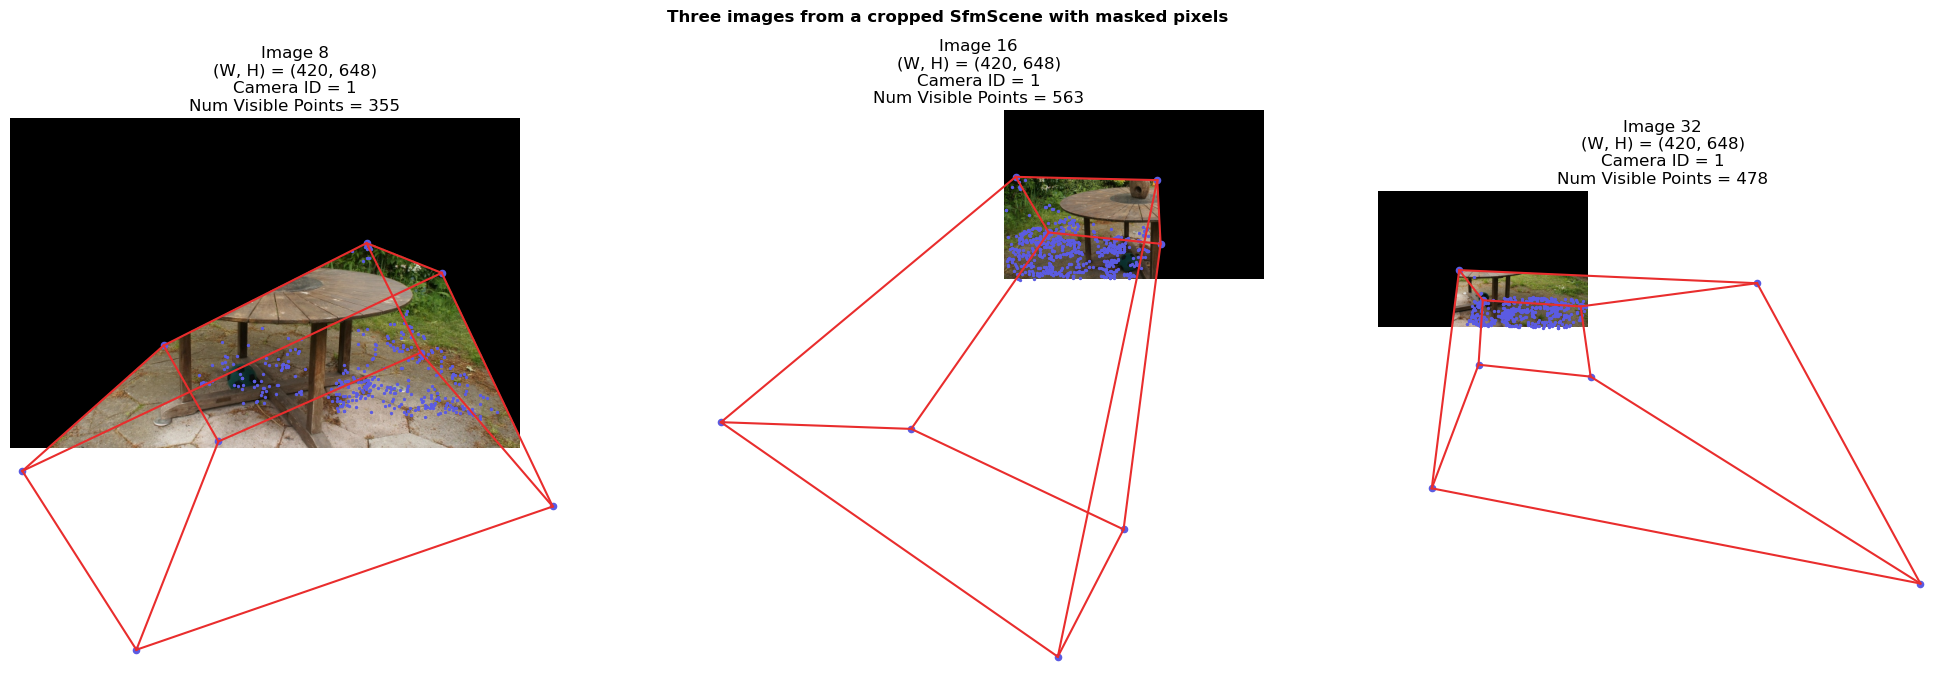 Three images from a cropped SfmScene with masked pixels
Image 8
(W, H) = (420, 648)
Camera ID = 1
Num Visible Points = 355
Image 16
(W, H) = (420, 648)
Camera ID = 1
Num Visible Points = 563
Image 32
(W, H) = (420, 648)
Camera ID = 1
Num Visible Points = 478